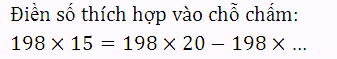 Điền số thích hợp vào chỗ chấm:
198 × 15 = 198 × 20 − 198 × ...